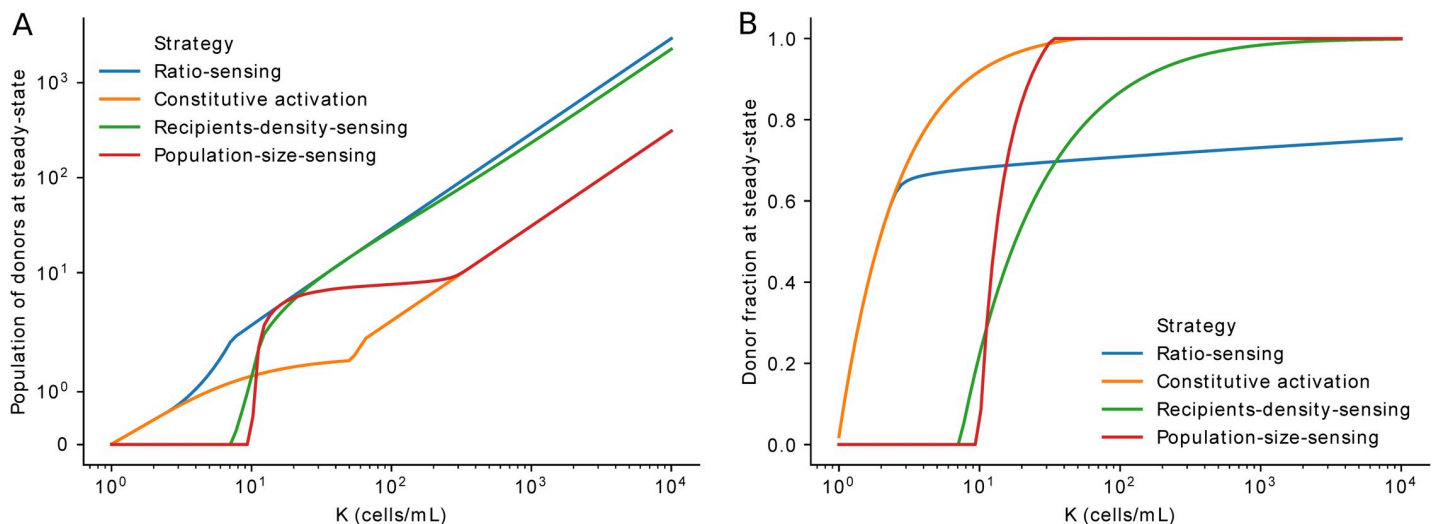 A
Strategy
Ratio-sensing
Constitutive activation
Recipients-density-sensing
Population-size-sensing
Population of donors at steady-state
10³
10²
10¹
10⁰
0
10⁰ 10¹ 10² 10³ 10⁴
K (cells/mL)
B
Donor fraction at steady-state
1.0
0.8
0.6
0.4
0.2
0.0
Strategy
Ratio-sensing
Constitutive activation
Recipients-density-sensing
Population-size-sensing
10⁰ 10¹ 10² 10³ 10⁴
K (cells/mL)